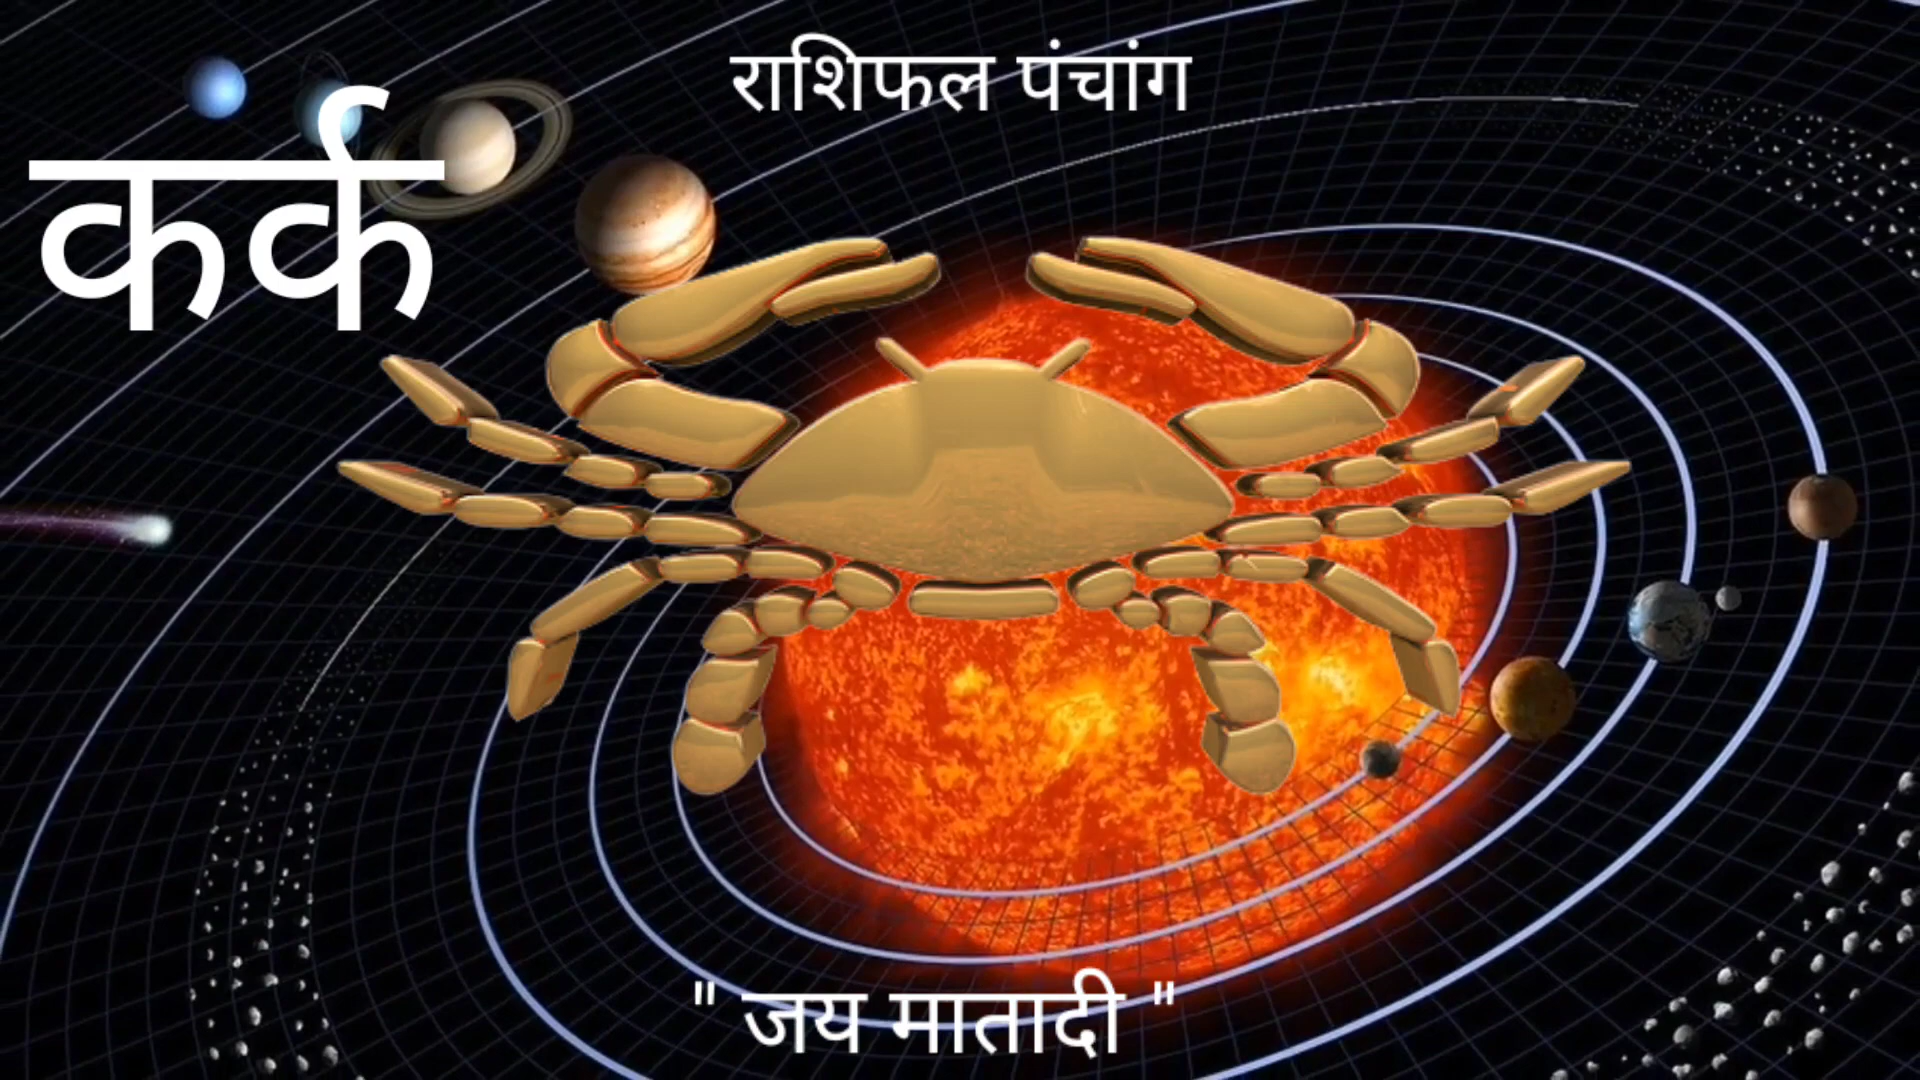 राशिफल पंचांग
कर्क
" जय मातादी "